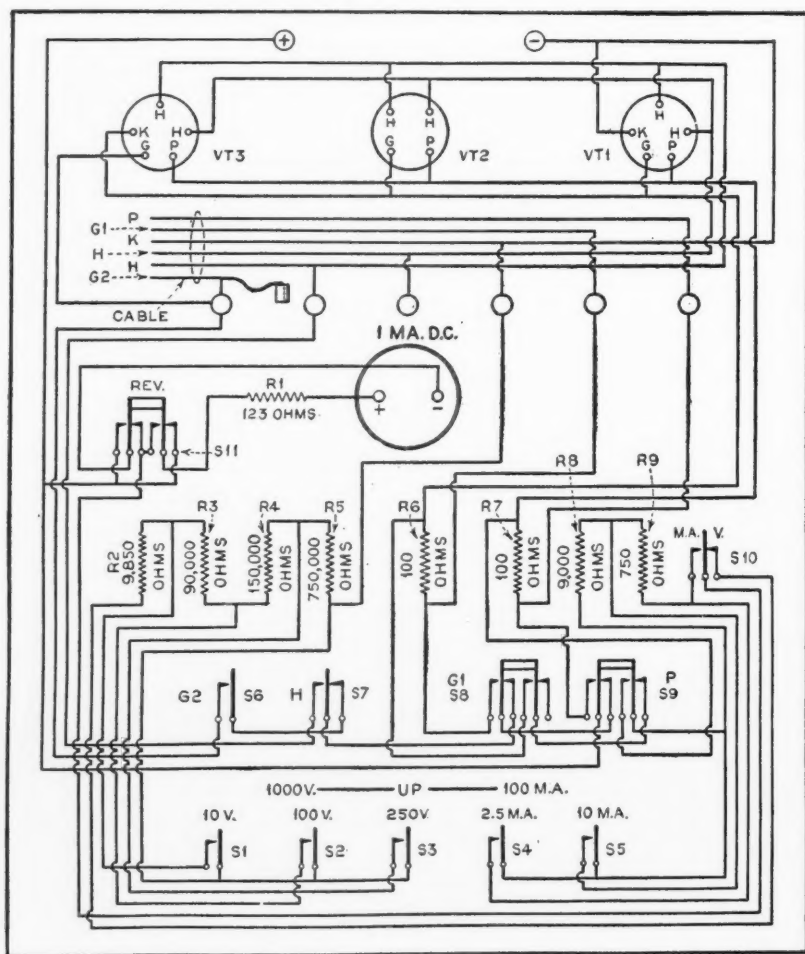 + −
H H H H
K H H H K H
G P G P G P
VT3 VT2 VT1
P
G1
K
H
H
G2
CABLE
1 MA. D.C.
REV.
R1
+ −
123 OHMS
S11
R2 9,850 OHMS
R3 90,000 OHMS
R4 150,000 OHMS
R5 750,000 OHMS
R6 100 OHMS
R7 100 OHMS
R8 9,000 OHMS
R9 750 OHMS
M.A. V.
S10
G2 S6
H S7
G1 S8
P S9
1000V. UP 100 M.A.
10 V. 100 V. 250V. 2.5 M.A. 10 M.A.
S1 S2 S3 S4 S5